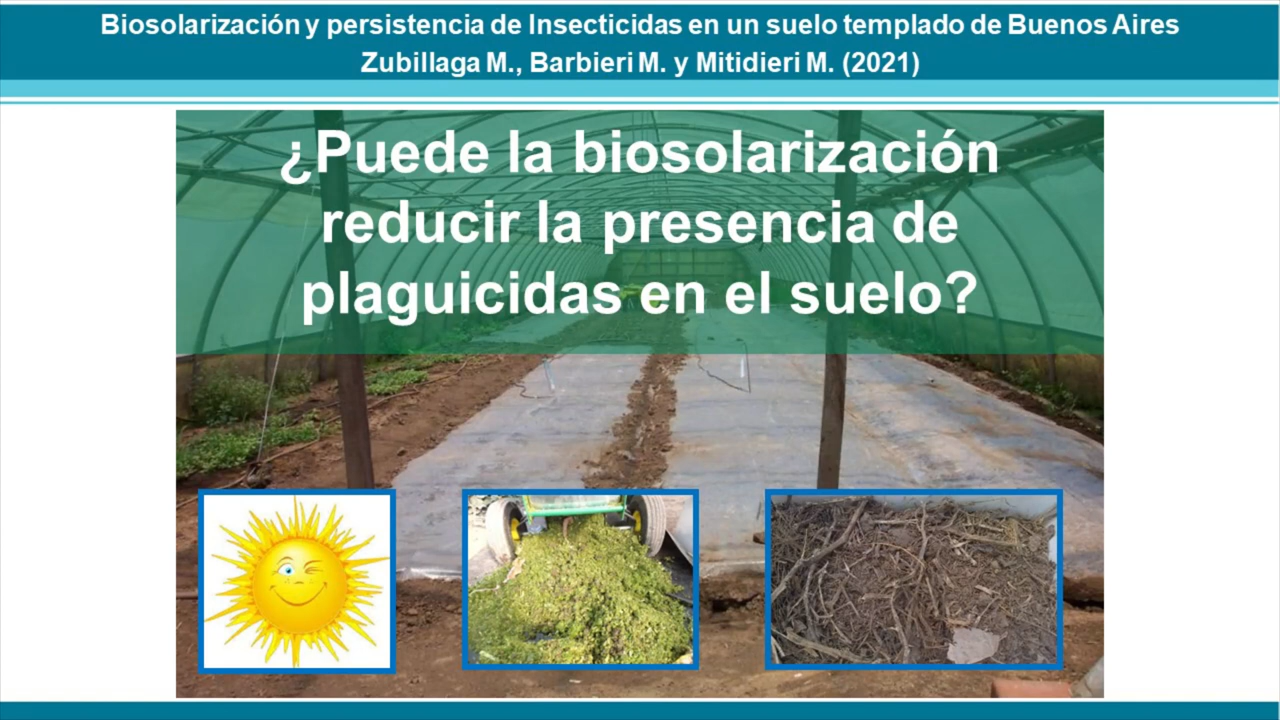 Biosolarización y persistencia de Insecticidas en un suelo templado de Buenos Aires
Zubillaga M., Barbieri M. y Mitidieri M. (2021)
¿Puede la biosolarización
reducir la presencia de
plaguicidas en el suelo?